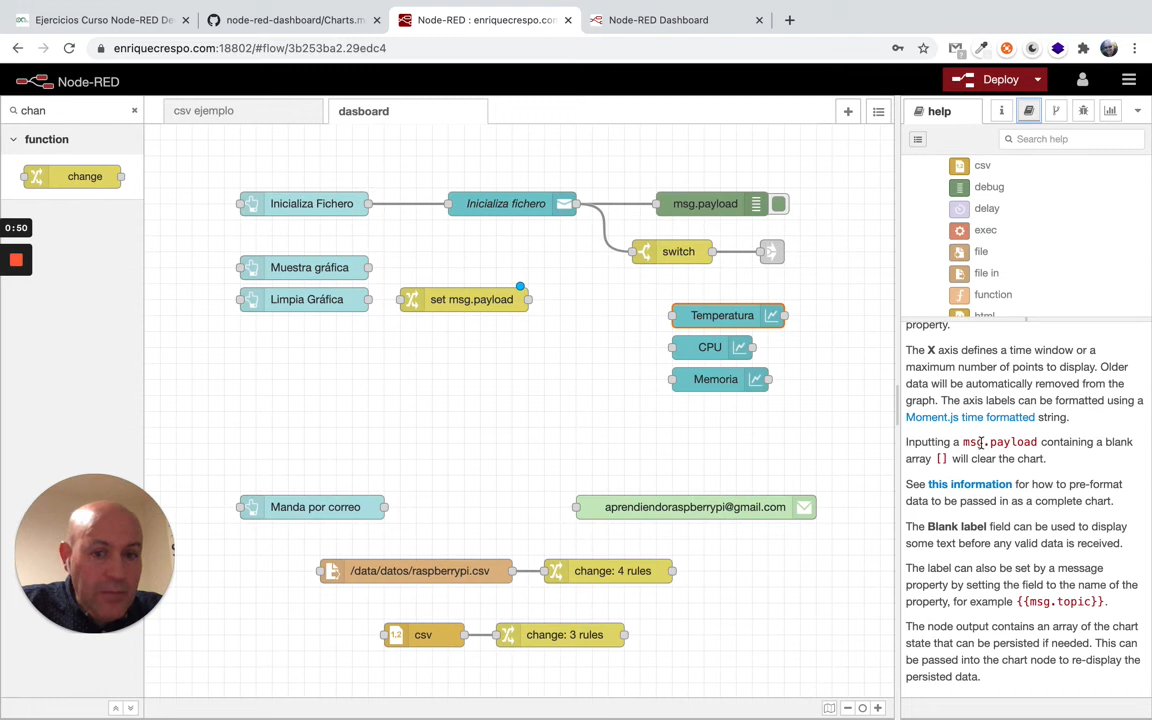 Ejercicios Curso Node-RED De
node-red-dashboard/Charts.m
Node-RED : enriquecrespo.com
Node-RED Dashboard
enriquecrespo.com:18802/#flow/3b253ba2.29edc4
Node-RED
Deploy
chan
csv ejemplo
dasboard
help
function
Search help
change
0:50
Inicializa Fichero
Inicializa fichero
msg.payload
switch
Muestra gráfica
Limpia Gráfica
set msg.payload
Temperatura
CPU
Memoria
Manda por correo
aprendiendoraspberrypi@gmail.com
/data/datos/raspberrypi.csv
change: 4 rules
1,2
csv
change: 3 rules
csv
debug
delay
exec
file
file in
function
html
property.
The X axis defines a time window or a
maximum number of points to display. Older
data will be automatically removed from the
graph. The axis labels can be formatted using a
Moment.js time formatted string.
Inputting a msg.payload containing a blank
array [] will clear the chart.
See this information for how to pre-format
data to be passed in as a complete chart.
The Blank label field can be used to display
some text before any valid data is received.
The label can also be set by a message
property by setting the field to the name of the
property, for example {{msg.topic}}.
The node output contains an array of the chart
state that can be persisted if needed. This can
be passed into the chart node to re-display the
persisted data.